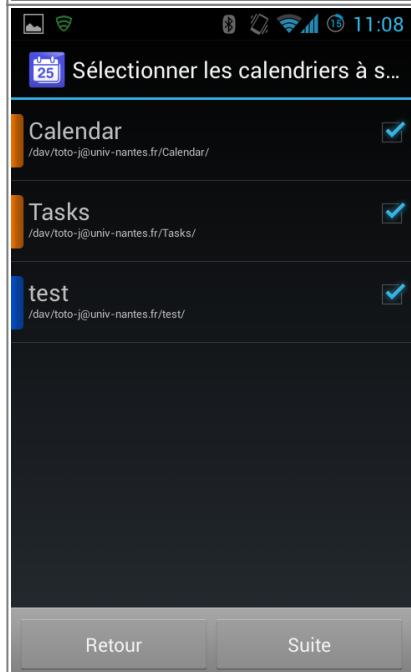 15 11:08
25 Sélectionner les calendriers à s...
Calendar
/dav/toto-j@univ-nantes.fr/Calendar/
Tasks
/dav/toto-j@univ-nantes.fr/Tasks/
test
/dav/toto-j@univ-nantes.fr/test/
Retour Suite